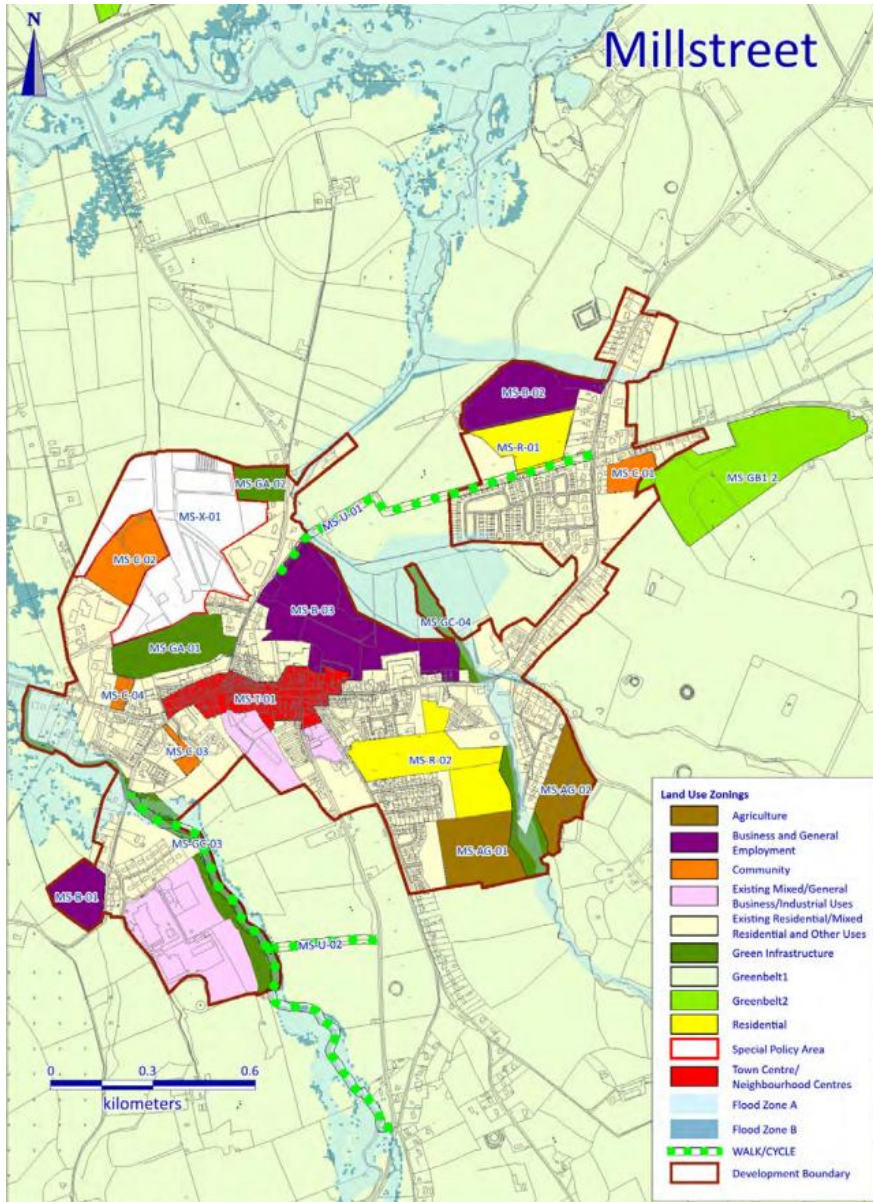 N
Millstreet
MS-B-02
MS-R-01
MS-C-01
MS-GB1 2
MS-GA-02
MS-X-01
MS-U-01
MS-C-02
MS-B-03
MS-GC-04
MS-GA-01
MS-C-04
MS-T-01
MS-C-03
MS-R-02
MS-AG-02
MS-AG-01
MS-GC-03
MS-B-01
MS-U-02
0 0.3 0.6
kilometers
Land Use Zonings
Agriculture
Business and General
Employment
Community
Existing Mixed/General
Business/Industrial Uses
Existing Residential/Mixed
Residential and Other Uses
Green Infrastructure
Greenbelt1
Greenbelt2
Residential
Special Policy Area
Town Centre/
Neighbourhood Centres
Flood Zone A
Flood Zone B
WALK/CYCLE
Development Boundary